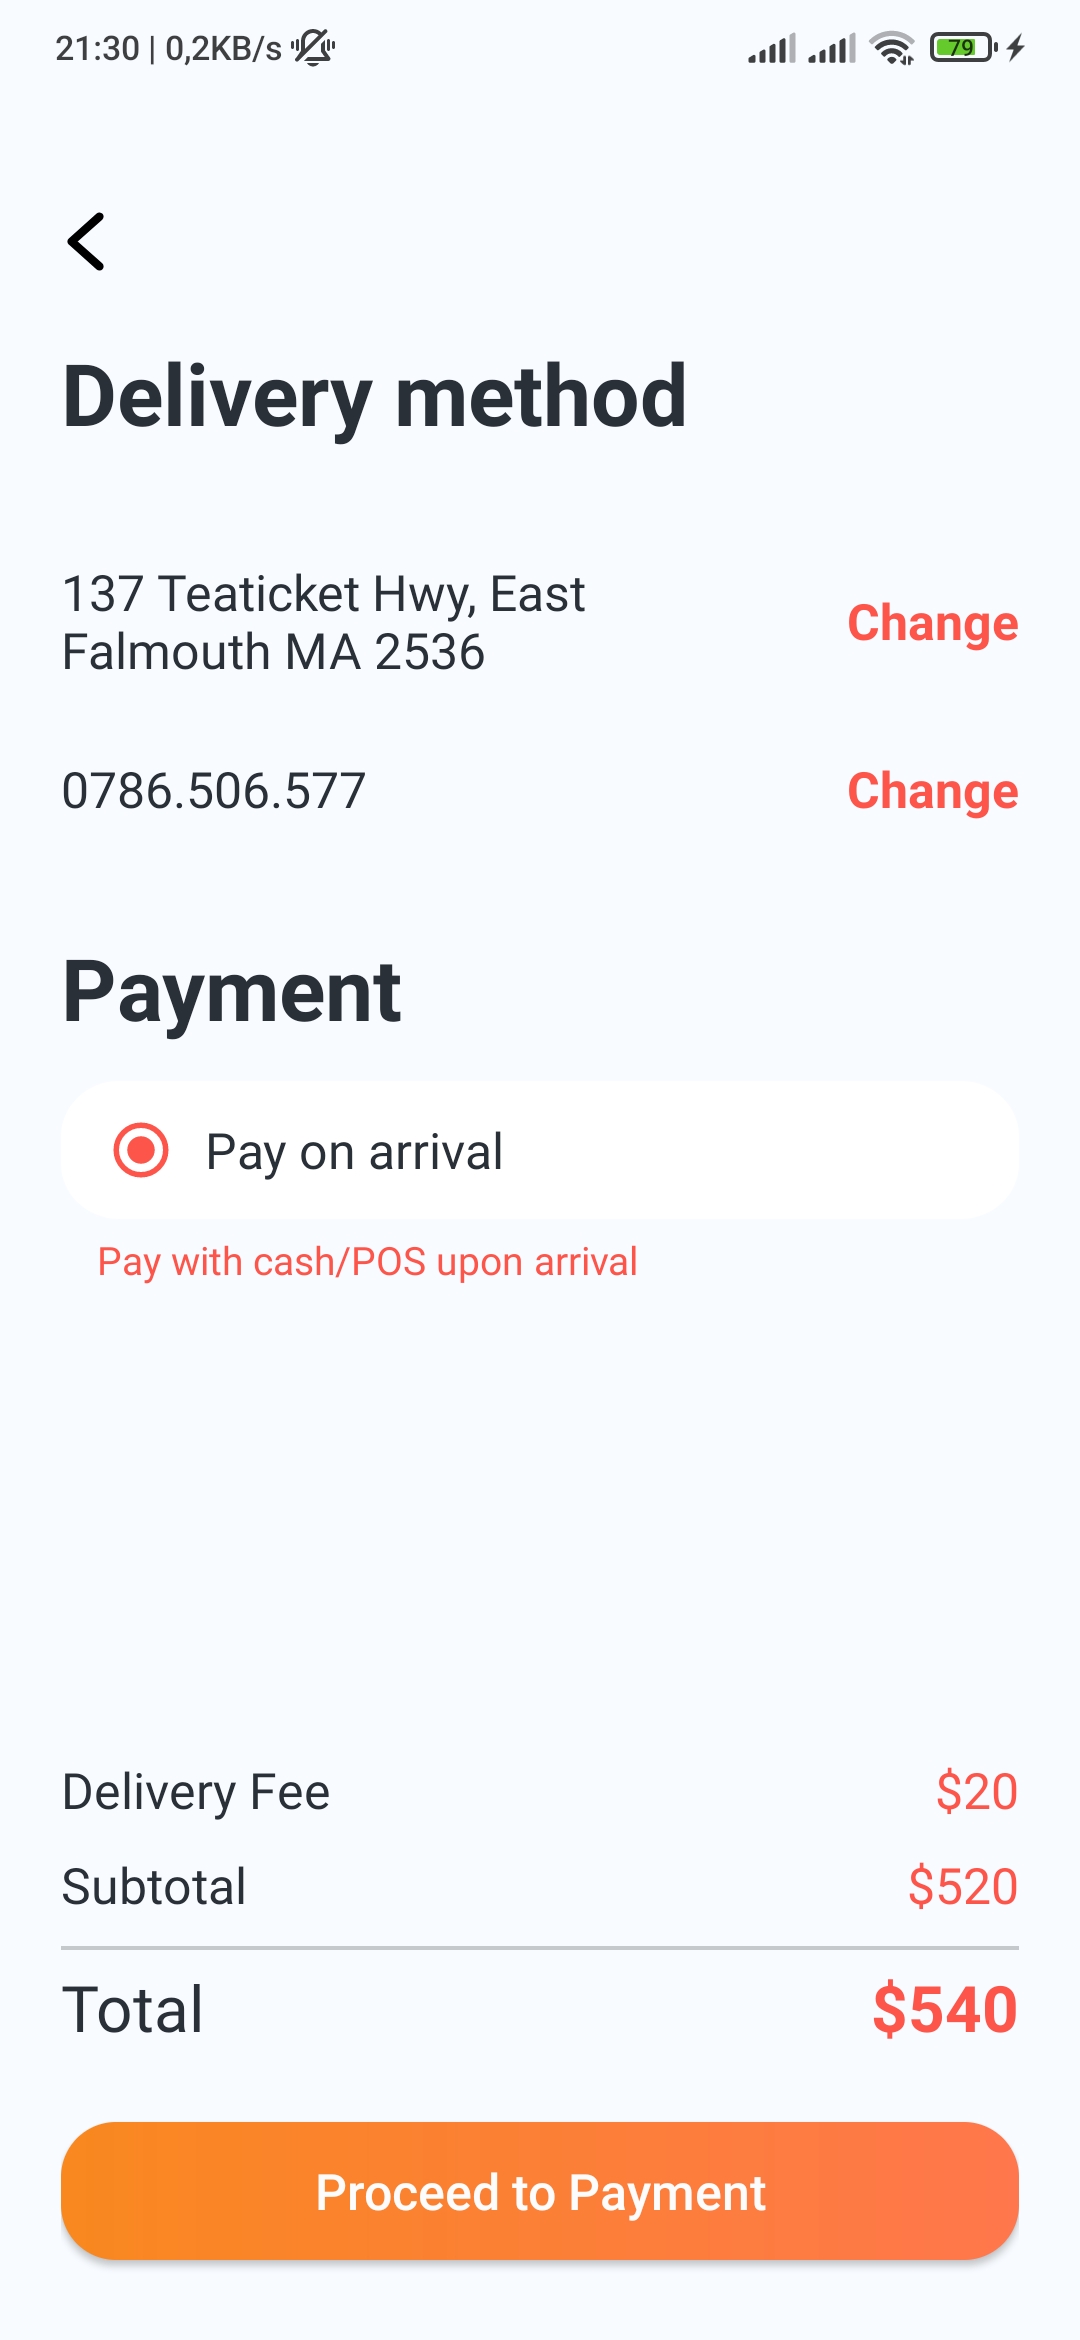 21:30 | 0,2KB/s
79
Delivery method
137 Teaticket Hwy, East
Falmouth MA 2536
Change
0786.506.577
Change
Payment
Pay on arrival
Pay with cash/POS upon arrival
Delivery Fee
$20
Subtotal
$520
Total
$540
Proceed to Payment